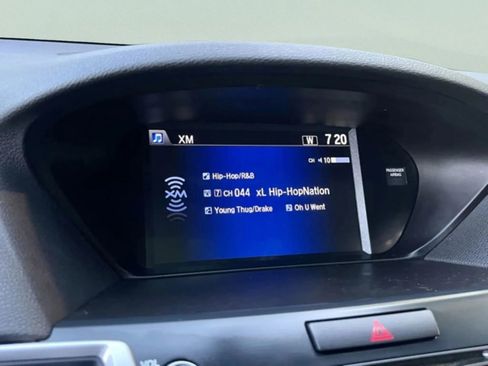 XM W 7 20
CH 10
Hip-Hop/R&B
XM
7 CH 044 xL Hip-HopNation
Young Thug/Drake Oh U Went
PASSENGER
AIRBAG
VOL